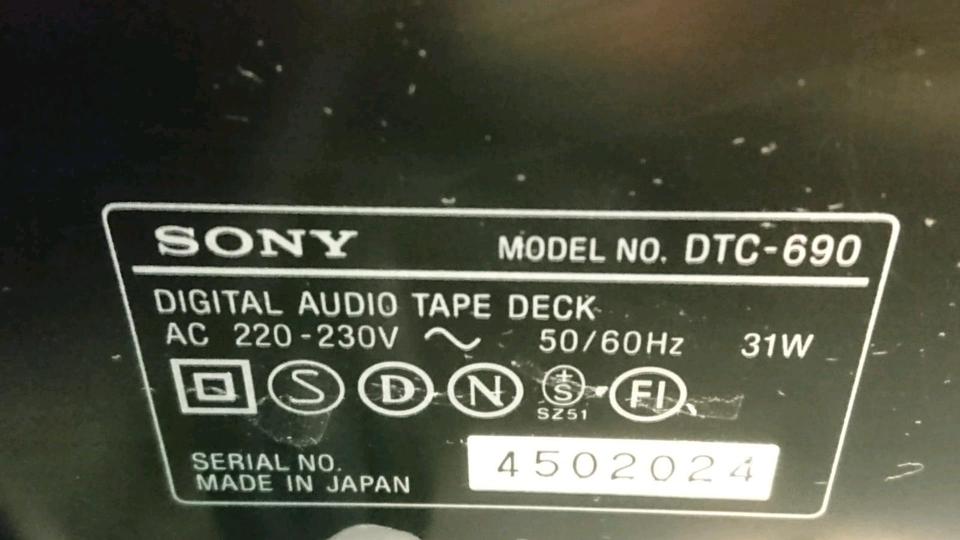 SONY MODEL NO. DTC-690
DIGITAL AUDIO TAPE DECK
AC 220-230V ~ 50/60Hz 31W
S D N +S FI
SZ51
SERIAL NO. 4502024
MADE IN JAPAN